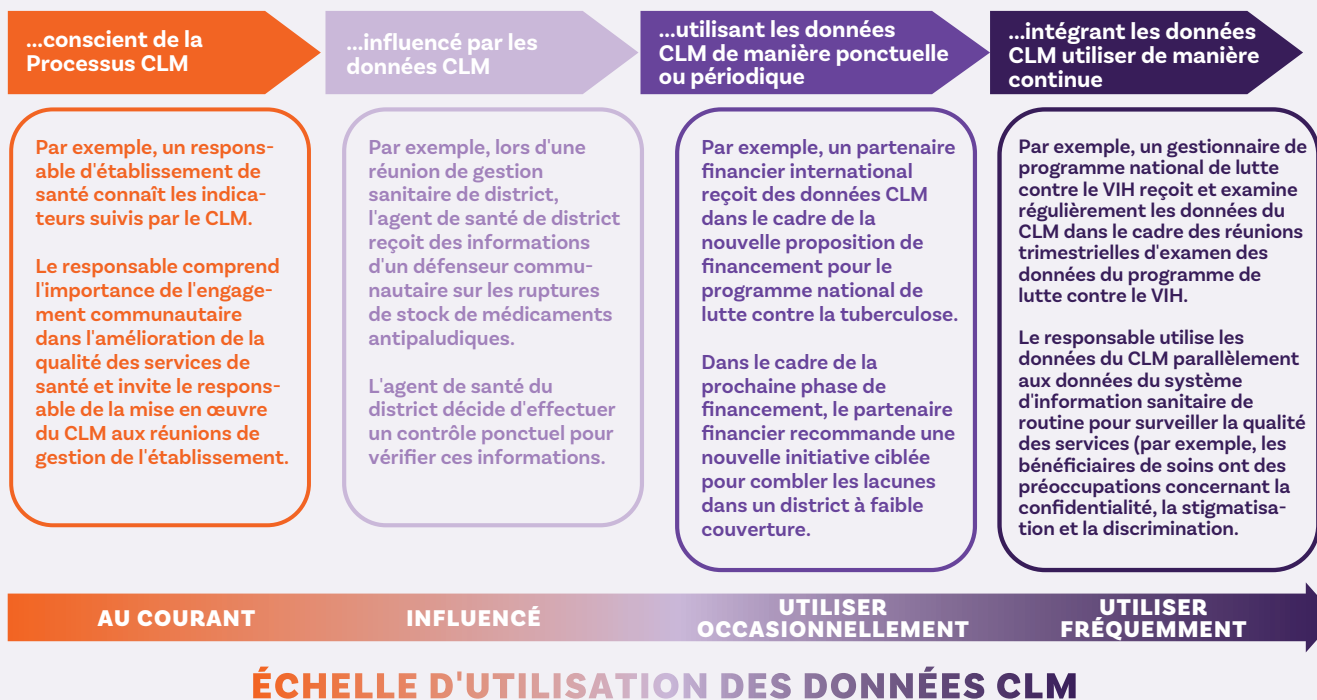 ...conscient de la
Processus CLM
...influencé par les
données CLM
...utilisant les données
CLM de manière ponctuelle
ou périodique
...intégrant les données
CLM utiliser de manière
continue
Par exemple, un respons-
able d'établissement de
santé connaît les indica-
teurs suivis par le CLM.
Le responsable comprend
l'importance de l'engage-
ment communautaire
dans l'amélioration de la
qualité des services de
santé et invite le respons-
able de la mise en œuvre
du CLM aux réunions de
gestion de l'établissement.
Par exemple, lors d'une
réunion de gestion
sanitaire de district,
l'agent de santé de district
reçoit des informations
d'un défenseur commu-
nautaire sur les ruptures
de stock de médicaments
antipaludiques.
L'agent de santé du
district décide d'effectuer
un contrôle ponctuel pour
vérifier ces informations.
Par exemple, un partenaire
financier international
reçoit des données CLM
dans le cadre de la
nouvelle proposition de
financement pour le
programme national de
lutte contre la tuberculose.
Dans le cadre de la
prochaine phase de
financement, le partenaire
financier recommande une
nouvelle initiative ciblée
pour combler les lacunes
dans un district à faible
couverture.
Par exemple, un gestionnaire de
programme national de lutte
contre le VIH reçoit et examine
régulièrement les données du
CLM dans le cadre des réunions
trimestrielles d'examen des
données du programme de
lutte contre le VIH.
Le responsable utilise les
données du CLM parallèlement
aux données du système
d'information sanitaire de
routine pour surveiller la qualité
des services (par exemple, les
bénéficiaires de soins ont des
préoccupations concernant la
confidentialité, la stigmatisa-
tion et la discrimination.
AU COURANT
INFLUENCÉ
UTILISER
OCCASIONNELLEMENT
UTILISER
FRÉQUEMMENT
ÉCHELLE D'UTILISATION DES DONNÉES CLM